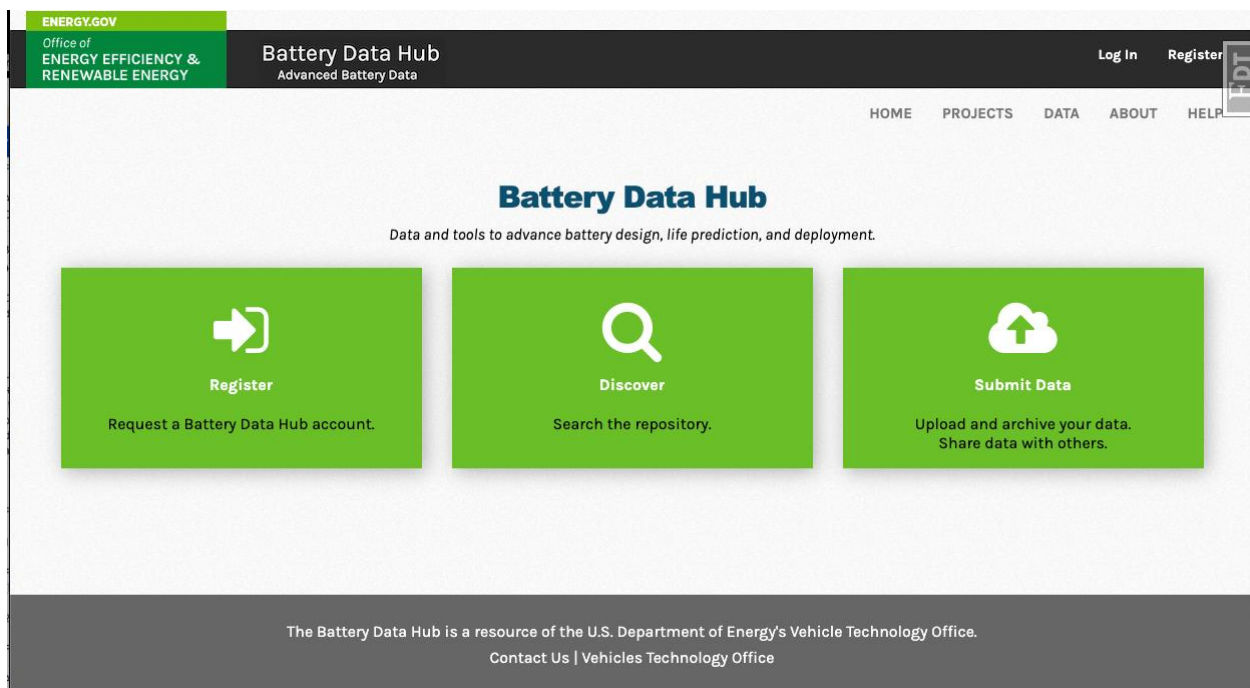 ENERGY.GOV
Office of
ENERGY EFFICIENCY &
RENEWABLE ENERGY
Battery Data Hub
Advanced Battery Data
Log In Register
FDT
HOME PROJECTS DATA ABOUT HELP
Battery Data Hub
Data and tools to advance battery design, life prediction, and deployment.
Register
Request a Battery Data Hub account.
Discover
Search the repository.
Submit Data
Upload and archive your data.
Share data with others.
The Battery Data Hub is a resource of the U.S. Department of Energy's Vehicle Technology Office.
Contact Us | Vehicles Technology Office